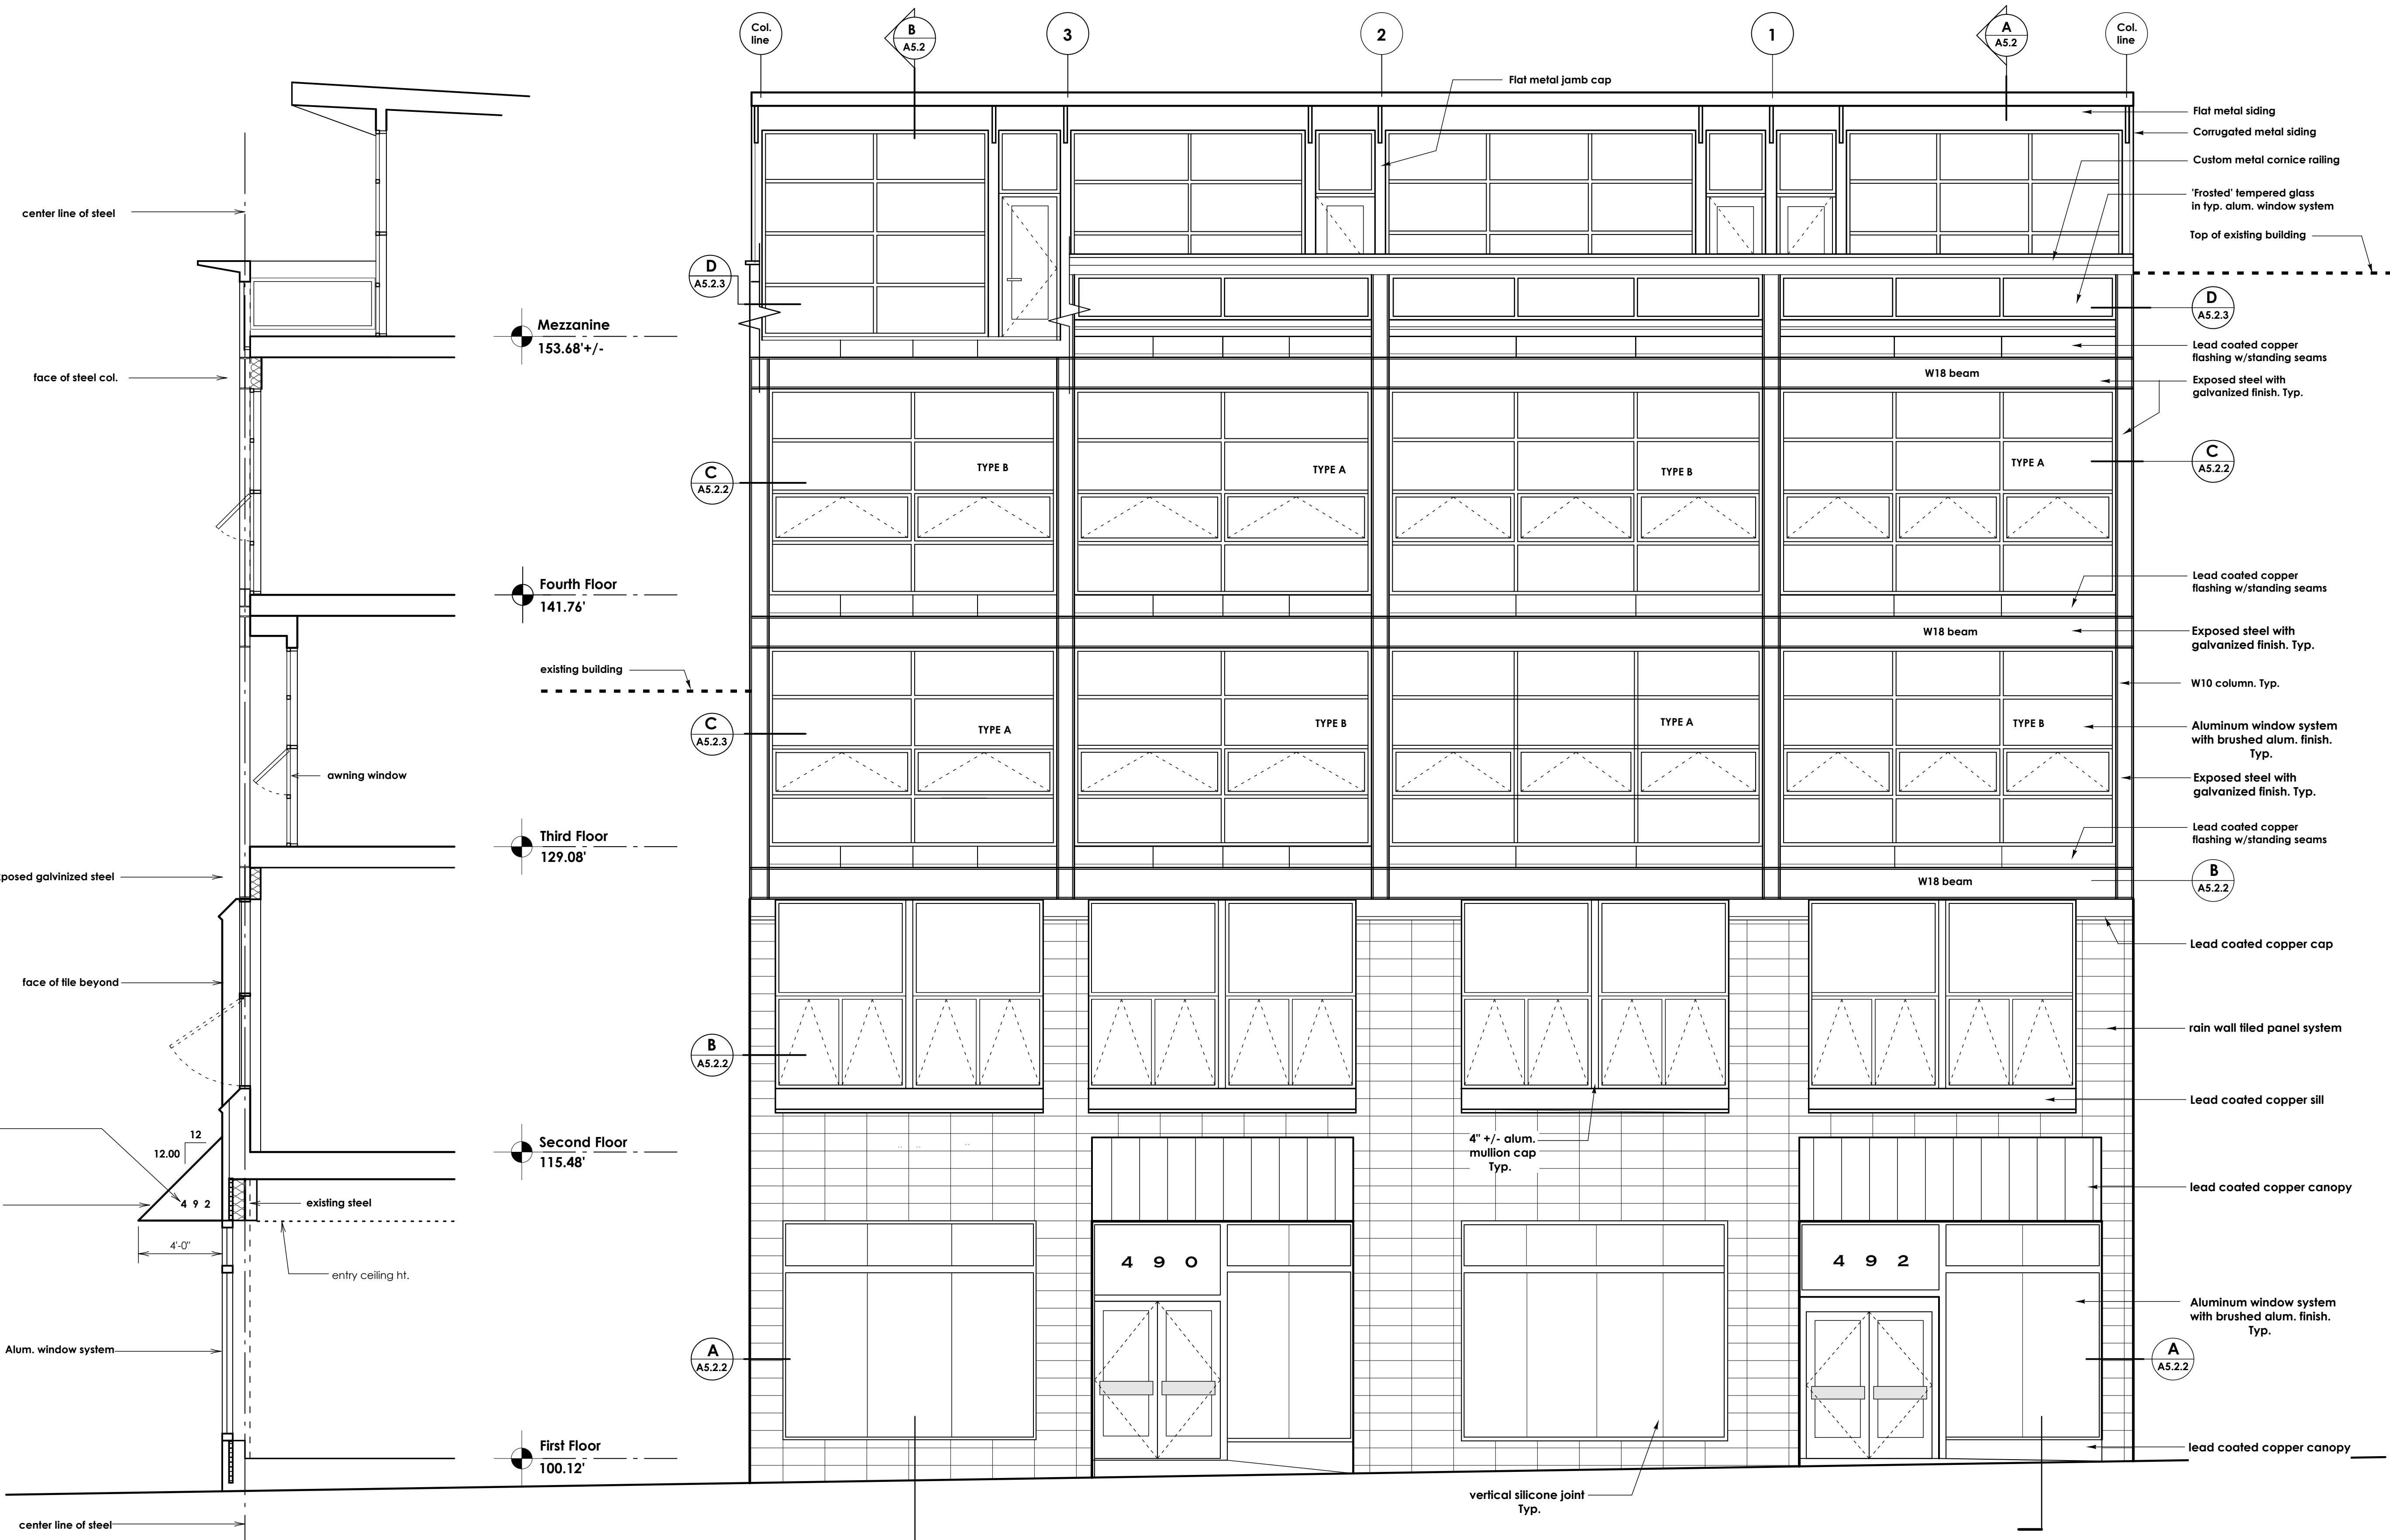 Col.
line
B
A5.2
3
2
1
A
A5.2
Col.
line
Flat metal jamb cap
Flat metal siding
Corrugated metal siding
Custom metal cornice railing
'Frosted' tempered glass
in typ. alum. window system
Top of existing building
center line of steel
D
A5.2.3
D
A5.2.3
Mezzanine
153.68'+/-
Lead coated copper
flashing w/standing seams
face of steel col.
W18 beam
Exposed steel with
galvanized finish. Typ.
C
A5.2.2
TYPE B
TYPE A
TYPE B
TYPE A
C
A5.2.2
Fourth Floor
141.76'
Lead coated copper
flashing w/standing seams
W18 beam
Exposed steel with
galvanized finish. Typ.
existing building
W10 column. Typ.
C
A5.2.3
TYPE A
TYPE B
TYPE A
TYPE B
Aluminum window system
with brushed alum. finish.
Typ.
awning window
Exposed steel with
galvanized finish. Typ.
Third Floor
129.08'
Lead coated copper
flashing w/standing seams
posed galvinized steel
W18 beam
B
A5.2.2
Lead coated copper cap
face of tile beyond
rain wall tiled panel system
B
A5.2.2
Lead coated copper sill
12
12.00
Second Floor
115.48'
4" +/- alum.
mullion cap
Typ.
lead coated copper canopy
4 9 2
existing steel
4'-0"
entry ceiling ht.
4 9 0
4 9 2
Aluminum window system
with brushed alum. finish.
Typ.
Alum. window system
A
A5.2.2
A
A5.2.2
First Floor
100.12'
lead coated copper canopy
vertical silicone joint
Typ.
center line of steel